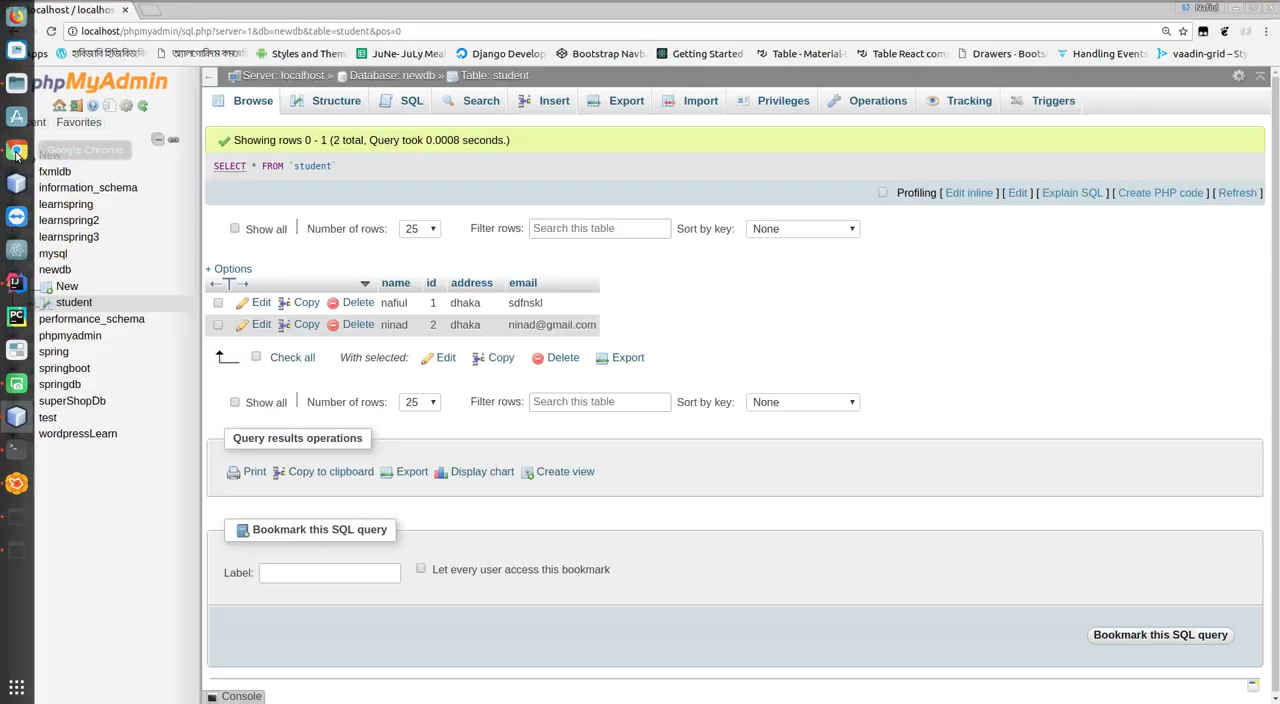 localhost / localhos ×
Nafiul
localhost/phpmyadmin/sql.php?server=1&db=newdb&table=student&pos=0
Apps
Styles and Theme
JuNe- JuLy Mea
Django Develop
Bootstrap Navb
Getting Started
Table - Material-
Table React com
Drawers - Boots
Handling Events
vaadin-grid – Sty
phpMyAdmin
Favorites
Google Chrome
New
fxmldb
information_schema
learnspring
learnspring2
learnspring3
mysql
newdb
New
student
performance_schema
phpmyadmin
spring
springboot
springdb
superShopDb
test
wordpressLearn
Server: localhost » Database: newdb » Table: student
Browse Structure SQL Search Insert Export Import Privileges Operations Tracking Triggers
Showing rows 0 - 1 (2 total, Query took 0.0008 seconds.)
SELECT * FROM `student`
Profiling [ Edit inline ] [ Edit ] [ Explain SQL ] [ Create PHP code ] [ Refresh ]
Show all Number of rows: 25 Filter rows: Search this table Sort by key: None
+ Options
name id address email
Edit Copy Delete nafiul 1 dhaka sdfnskl
Edit Copy Delete ninad 2 dhaka ninad@gmail.com
Check all With selected: Edit Copy Delete Export
Show all Number of rows: 25 Filter rows: Search this table Sort by key: None
Query results operations
Print Copy to clipboard Export Display chart Create view
Bookmark this SQL query
Label: Let every user access this bookmark
Bookmark this SQL query
Console